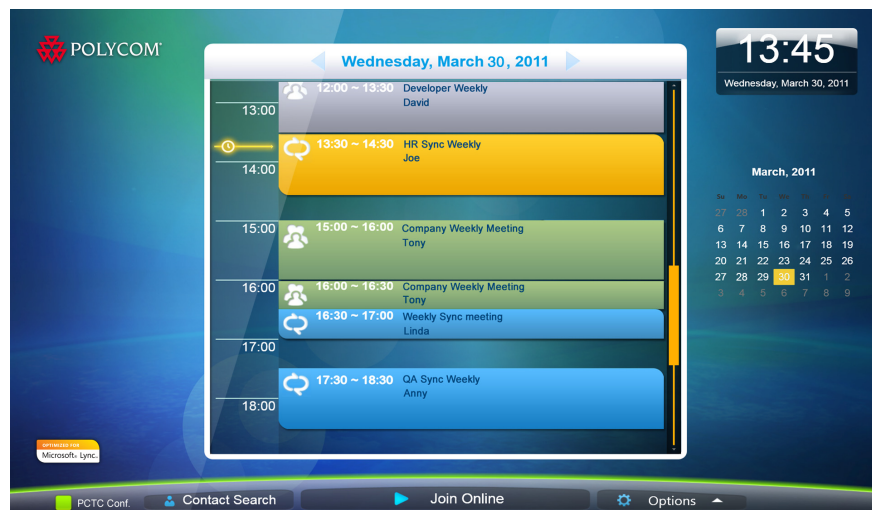 POLYCOM
Wednesday, March 30, 2011
13:45
Wednesday, March 30, 2011
12:00 ~ 13:30 Developer Weekly
David
13:00
13:30 ~ 14:30 HR Sync Weekly
Joe
14:00
15:00 15:00 ~ 16:00 Company Weekly Meeting
Tony
16:00 16:00 ~ 16:30 Company Weekly Meeting
Tony
16:30 ~ 17:00 Weekly Sync meeting
Linda
17:00
17:30 ~ 18:30 QA Sync Weekly
Anny
18:00
March, 2011
Su Mo Tu We
27 28 1 2 3 4 5
6 7 8 9 10 11 12
13 14 15 16 17 18 19
20 21 22 23 24 25 26
27 28 29 30 31 1 2
3 4 5 6 7 8 9
OPTIMIZED FOR
Microsoft® Lync™
PCTC Conf.
Contact Search
Join Online
Options